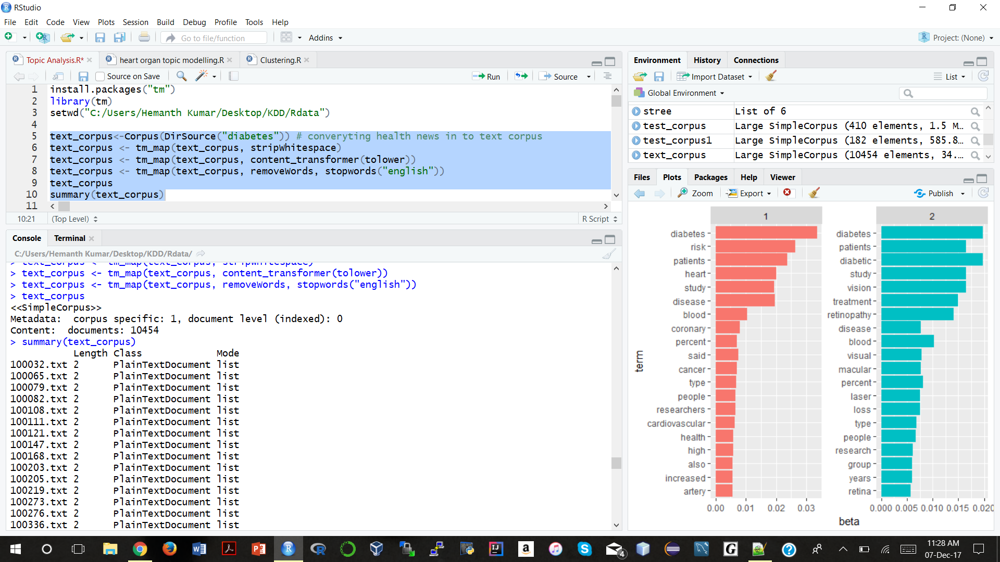 RStudio
File Edit Code View Plots Session Build Debug Profile Tools Help
Go to file/function Addins Project: (None)
Topic Analysis.R* heart organ topic modelling.R Clustering.R
Source on Save Run Source
1 install.packages("tm")
2 library(tm)
3 setwd("C:/Users/Hemanth Kumar/Desktop/KDD/Rdata")
4
5 text_corpus<-Corpus(DirSource("diabetes")) # converyting health news in to text corpus
6 text_corpus <- tm_map(text_corpus, stripWhitespace)
7 text_corpus <- tm_map(text_corpus, content_transformer(tolower))
8 text_corpus <- tm_map(text_corpus, removeWords, stopwords("english"))
9 text_corpus
10 summary(text_corpus)
11
10:21 (Top Level) R Script
Console Terminal
C:/Users/Hemanth Kumar/Desktop/KDD/Rdata/
> text_corpus <- tm_map(text_corpus, stripWhitespace)
> text_corpus <- tm_map(text_corpus, content_transformer(tolower))
> text_corpus <- tm_map(text_corpus, removeWords, stopwords("english"))
> text_corpus
<<SimpleCorpus>>
Metadata:  corpus specific: 1, document level (indexed): 0
Content:  documents: 10454
> summary(text_corpus)
Length Class Mode
100032.txt 2 PlainTextDocument list
100065.txt 2 PlainTextDocument list
100079.txt 2 PlainTextDocument list
100082.txt 2 PlainTextDocument list
100108.txt 2 PlainTextDocument list
100111.txt 2 PlainTextDocument list
100121.txt 2 PlainTextDocument list
100147.txt 2 PlainTextDocument list
100168.txt 2 PlainTextDocument list
100203.txt 2 PlainTextDocument list
100205.txt 2 PlainTextDocument list
100219.txt 2 PlainTextDocument list
100273.txt 2 PlainTextDocument list
100276.txt 2 PlainTextDocument list
100336.txt 2 PlainTextDocument list
Environment History Connections
Import Dataset List
Global Environment
stree List of 6
test_corpus Large SimpleCorpus (410 elements, 1.5 M…
test_corpus1 Large SimpleCorpus (182 elements, 585.8…
text_corpus Large SimpleCorpus (10454 elements, 34.…
Files Plots Packages Help Viewer
Zoom Export Publish
1
diabetes
risk
patients
heart
study
disease
blood
coronary
percent
said
cancer
type
people
researchers
cardiovascular
health
high
also
increased
artery
0.00 0.01 0.02 0.03
term
2
diabetes
patients
diabetic
study
vision
treatment
retinopathy
disease
blood
visual
macular
percent
laser
loss
type
people
research
group
years
retina
0.000 0.005 0.010 0.015 0.020
beta
4
11:28 AM
07-Dec-17